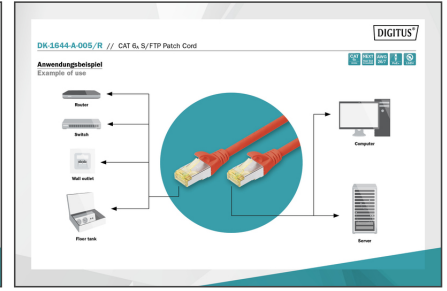 DIGITUS®
DK-1644-A-005/R // CAT 6A S/FTP Patch Cord
Anwendungsbeispiel
Example of use
Router
Switch
Wall outlet
Floor tank
Computer
Server